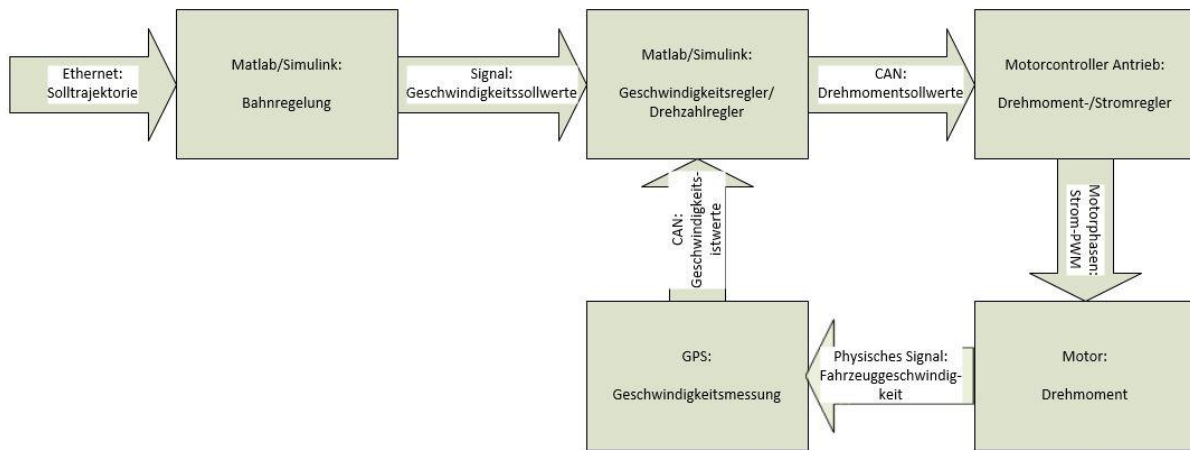 Ethernet:
Solltrajektorie
Matlab/Simulink:
Bahnregelung
Signal:
Geschwindigkeitssollwerte
Matlab/Simulink:
Geschwindigkeitsregler/
Drehzahlregler
CAN:
Drehmomentsollwerte
Motorcontroller Antrieb:
Drehmoment-/Stromregler
Motorphasen:
Strom-PWM
Motor:
Drehmoment
Physisches Signal:
Fahrzeuggeschwindig-
keit
GPS:
Geschwindigkeitsmessung
CAN:
Geschwindigkeits-
istwerte